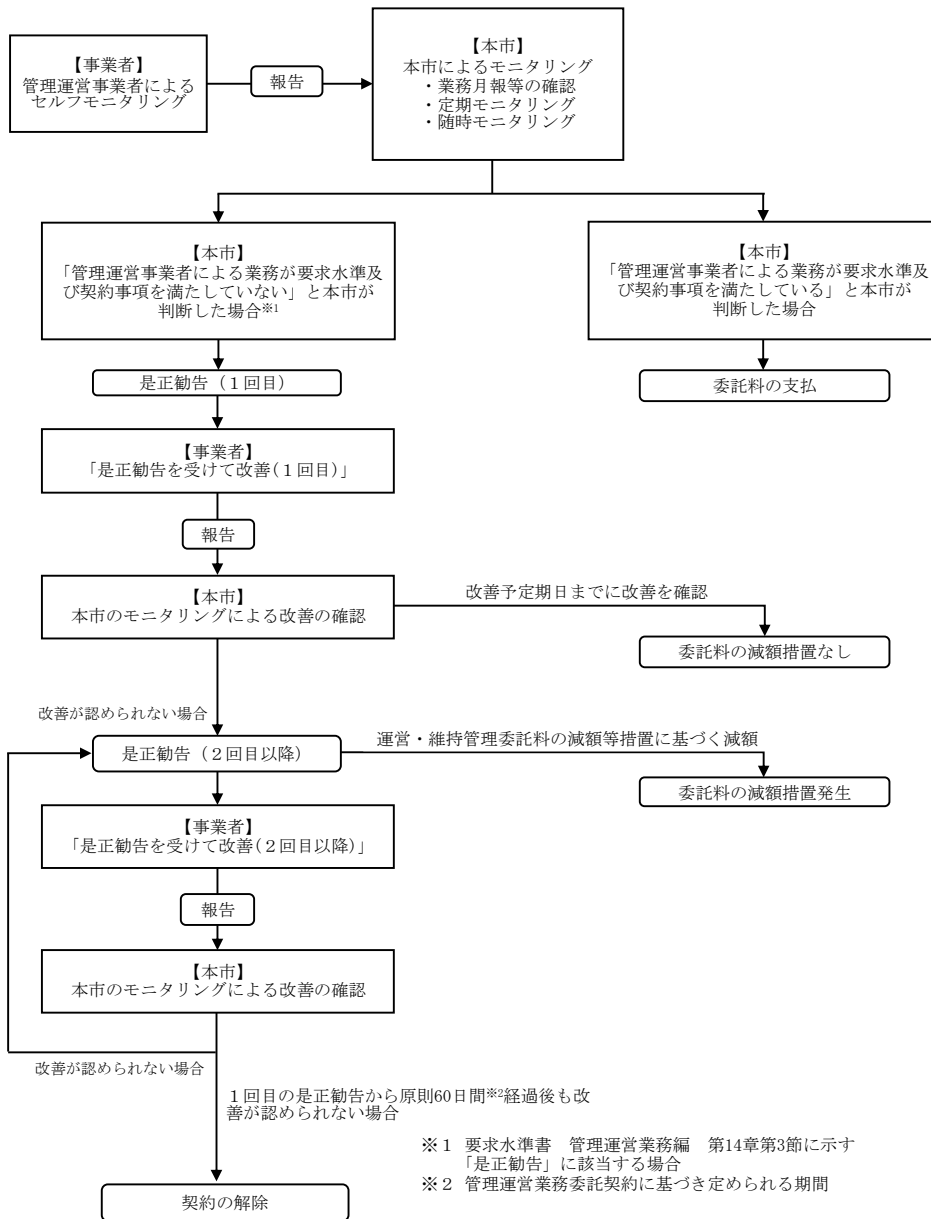 【事業者】
管理運営事業者による
セルフモニタリング
報告
【本市】
本市によるモニタリング
・業務月報等の確認
・定期モニタリング
・随時モニタリング
【本市】
「管理運営事業者による業務が要求水準及
び契約事項を満たしていない」と本市が
判断した場合※1
【本市】
「管理運営事業者による業務が要求水準及
び契約事項を満たしている」と本市が
判断した場合
是正勧告（１回目）
委託料の支払
【事業者】
「是正勧告を受けて改善(１回目)」
報告
【本市】
本市のモニタリングによる改善の確認
改善予定期日までに改善を確認
委託料の減額措置なし
改善が認められない場合
是正勧告（２回目以降）
運営・維持管理委託料の減額等措置に基づく減額
委託料の減額措置発生
【事業者】
「是正勧告を受けて改善(２回目以降)」
報告
【本市】
本市のモニタリングによる改善の確認
改善が認められない場合
１回目の是正勧告から原則60日間※2経過後も改
善が認められない場合
契約の解除
※１ 要求水準書　管理運営業務編　第14章第3節に示す
「是正勧告」に該当する場合
※２ 管理運営業務委託契約に基づき定められる期間